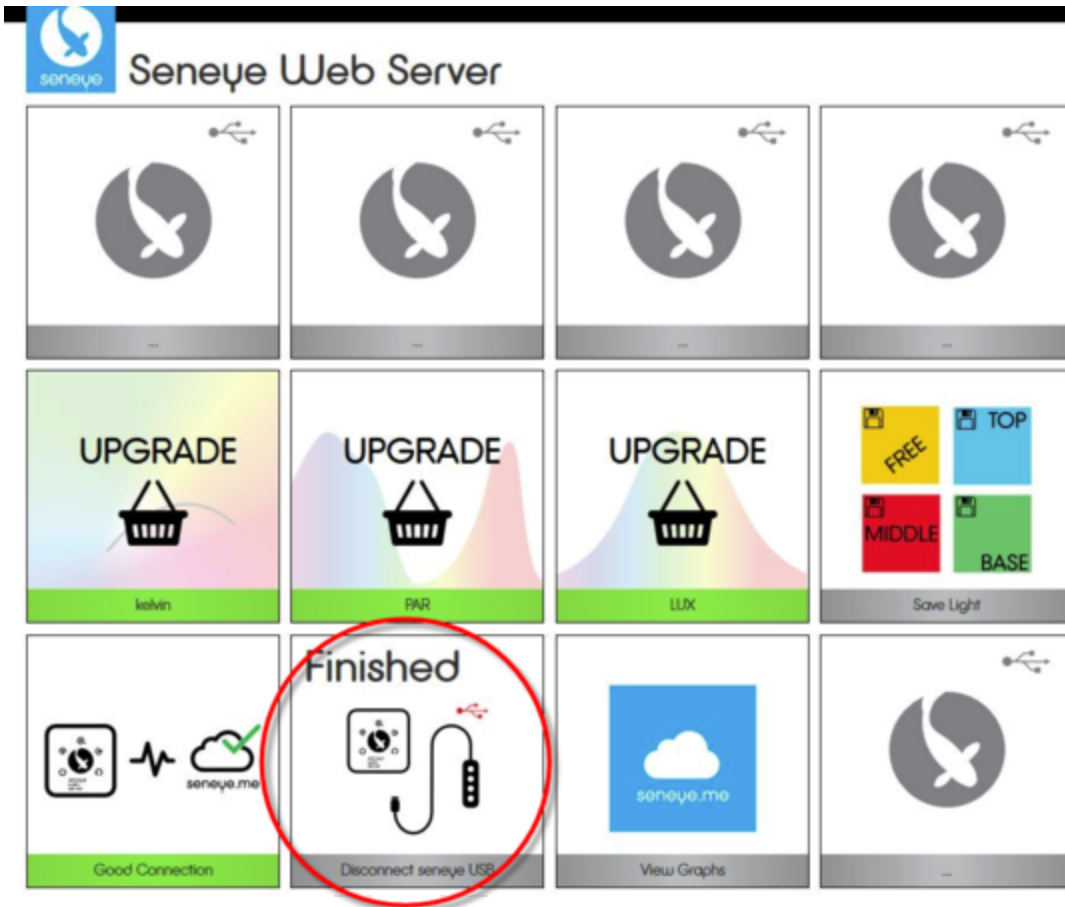 seneye
Seneye Web Server
...
...
...
...
UPGRADE
kelvin
UPGRADE
PAR
UPGRADE
LUX
FREE
TOP
MIDDLE
BASE
Save Light
seneye.me
Good Connection
Finished
Disconnect seneye USB
seneye.me
View Graphs
...